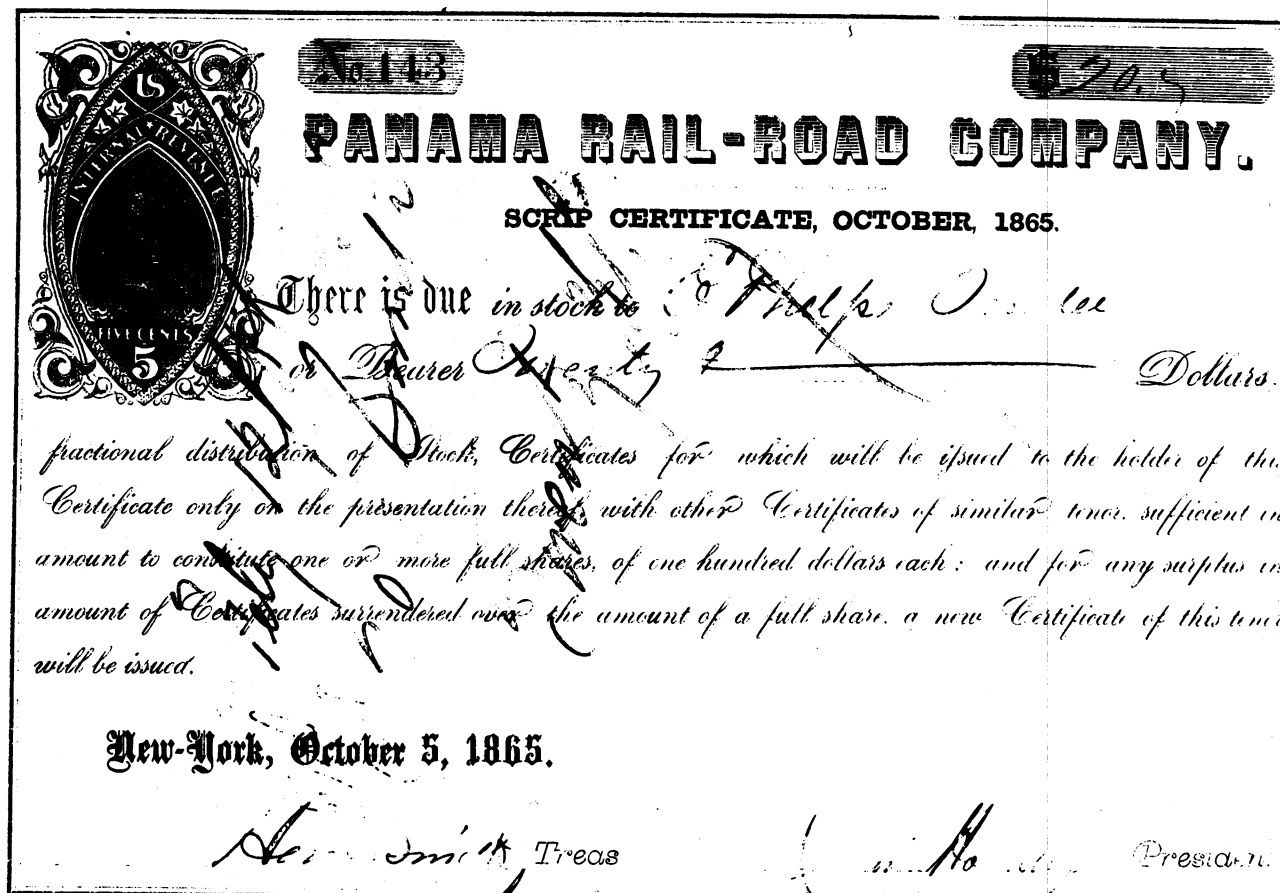 US
INTERNAL REVENUE
FIVE CENTS
5
No. 143
$ 20.
PANAMA RAIL-ROAD COMPANY.
SCRIP CERTIFICATE, OCTOBER, 1865.
There is due in stock to Phelps
or Bearer Twenty Dollars.
fractional distribution of Stock, Certificates for which will be issued to the holder of this
Certificate only on the presentation thereof, with other Certificates of similar tenor, sufficient in
amount to constitute one or more full shares, of one hundred dollars each: and for any surplus in
amount of Certificates surrendered over the amount of a full share, a new Certificate of this tenor
will be issued.
New-York, October 5, 1865.
Smith Treas
President